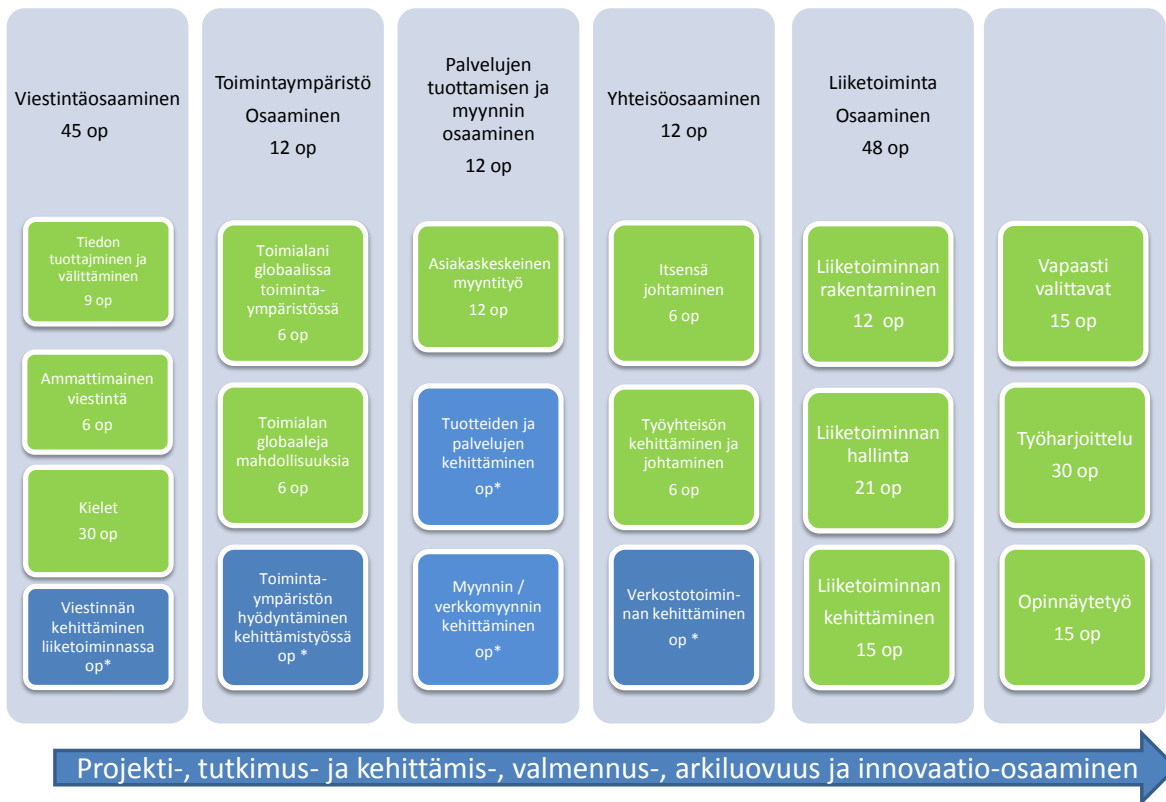 Viestintäosaaminen
45 op
Tiedon
tuottajminen ja
välittäminen
9 op
Ammattimainen
viestintä
6 op
Kielet
30 op
Viestinnän
kehittäminen
liiketoiminnassa
op*
Toimintaympäristö
Osaaminen
12 op
Toimialani
globaalissa
toiminta-
ympäristössä
6 op
Toimialan
globaaleja
mahdollisuuksia
6 op
Toiminta-
ympäristön
hyödyntäminen
kehittämistyössä
op *
Palvelujen
tuottamisen ja
myynnin
osaaminen
12 op
Asiakaskeskeinen
myyntityö
12 op
Tuotteiden ja
palvelujen
kehittäminen
op*
Myynnin /
verkkomyynnin
kehittäminen
op*
Yhteisöosaaminen
12 op
Itsensä
johtaminen
6 op
Työyhteisön
kehittäminen ja
johtaminen
6 op
Verkostotoimin-
nan kehittäminen
op *
Liiketoiminta
Osaaminen
48 op
Liiketoiminnan
rakentaminen
12 op
Liiketoiminnan
hallinta
21 op
Liiketoiminnan
kehittäminen
15 op
Vapaasti
valittavat
15 op
Työharjoittelu
30 op
Opinnäytetyö
15 op
Projekti-, tutkimus- ja kehittämis-, valmennus-, arkiluovuus ja innovaatio-osaaminen